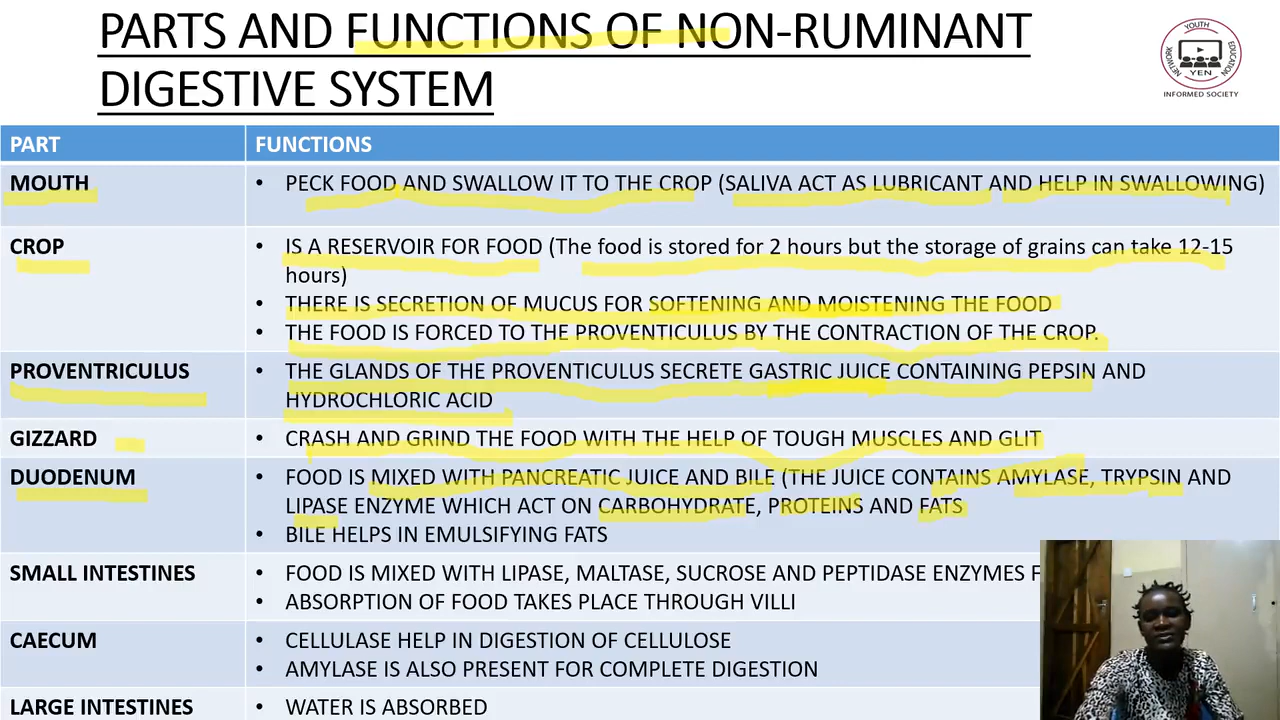 PARTS AND FUNCTIONS OF NON-RUMINANT
DIGESTIVE SYSTEM
YOUTH
EDUCATION
NETWORK
YEN
INFORMED SOCIETY
PART
FUNCTIONS
MOUTH
• PECK FOOD AND SWALLOW IT TO THE CROP (SALIVA ACT AS LUBRICANT AND HELP IN SWALLOWING)
CROP
• IS A RESERVOIR FOR FOOD (The food is stored for 2 hours but the storage of grains can take 12-15
hours)
• THERE IS SECRETION OF MUCUS FOR SOFTENING AND MOISTENING THE FOOD
• THE FOOD IS FORCED TO THE PROVENTICULUS BY THE CONTRACTION OF THE CROP.
PROVENTRICULUS
• THE GLANDS OF THE PROVENTICULUS SECRETE GASTRIC JUICE CONTAINING PEPSIN AND
HYDROCHLORIC ACID
GIZZARD
• CRASH AND GRIND THE FOOD WITH THE HELP OF TOUGH MUSCLES AND GLIT
DUODENUM
• FOOD IS MIXED WITH PANCREATIC JUICE AND BILE (THE JUICE CONTAINS AMYLASE, TRYPSIN AND
LIPASE ENZYME WHICH ACT ON CARBOHYDRATE, PROTEINS AND FATS
• BILE HELPS IN EMULSIFYING FATS
SMALL INTESTINES
• FOOD IS MIXED WITH LIPASE, MALTASE, SUCROSE AND PEPTIDASE ENZYMES
• ABSORPTION OF FOOD TAKES PLACE THROUGH VILLI
CAECUM
• CELLULASE HELP IN DIGESTION OF CELLULOSE
• AMYLASE IS ALSO PRESENT FOR COMPLETE DIGESTION
LARGE INTESTINES
• WATER IS ABSORBED